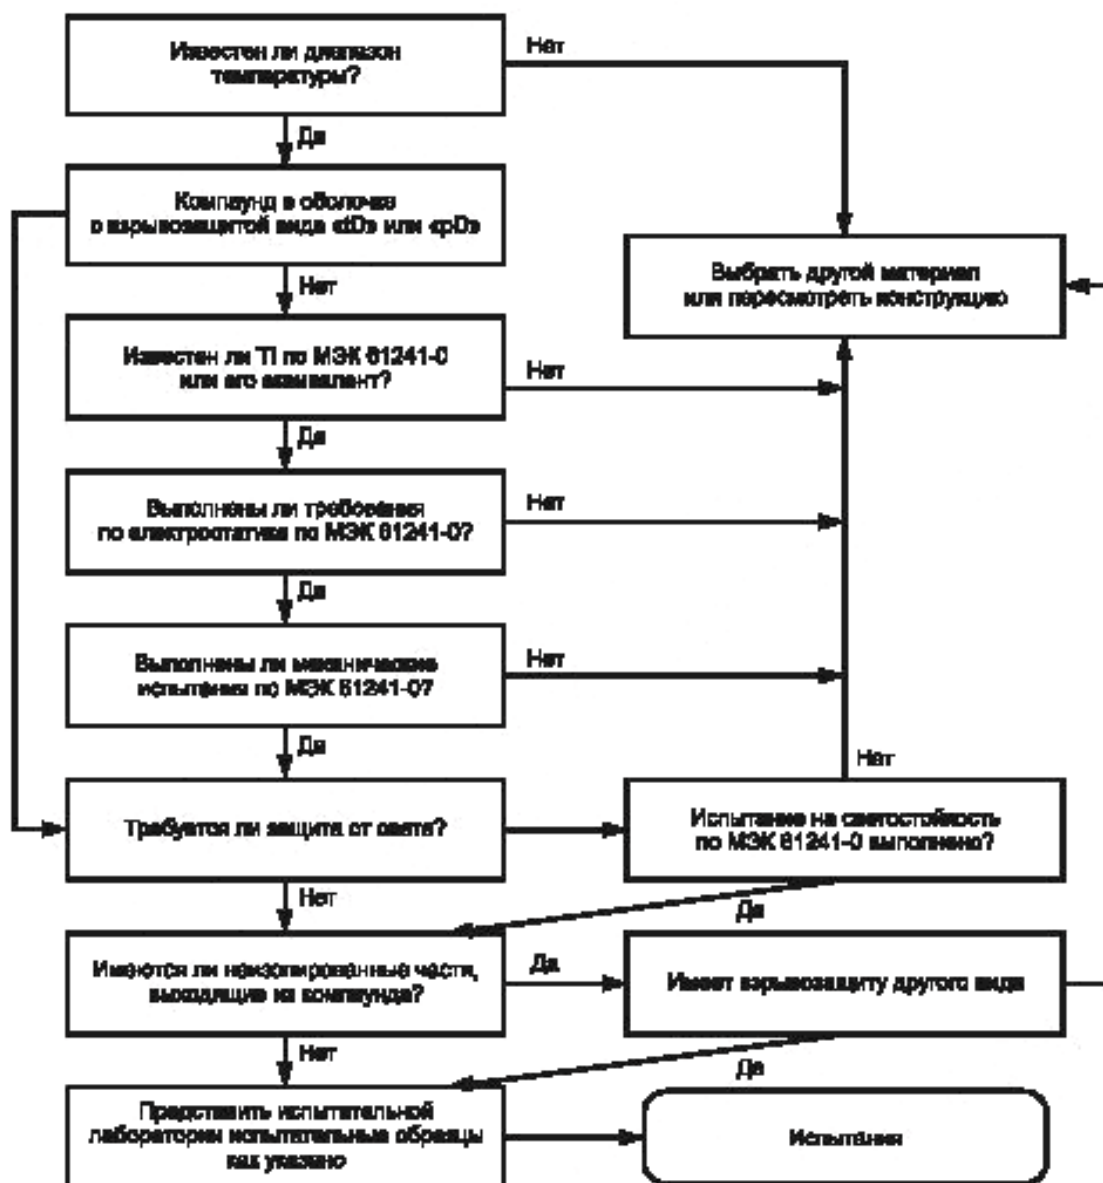 Известен ли диапазон
температуры?
Нет
Да
Компаунд в оболочке
с взрывозащитой вида «tD» или «pD»
Нет
Выбрать другой материал
или пересмотреть конструкцию
Известен ли TI по МЭК 61241-0
или его эквивалент?
Нет
Да
Выполнены ли требования
по электростатике по МЭК 61241-0?
Нет
Да
Выполнены ли механические
испытания по МЭК 61241-0?
Нет
Да
Нет
Требуется ли защита от света?
Испытание на светостойкость
по МЭК 61241-0 выполнено?
Нет
Да
Имеются ли неизолированные части,
выходящие из компаунда?
Да
Имеет взрывозащиту другого вида
Нет
Да
Представить испытательной
лаборатории испытательные образцы
как указано
Испытания